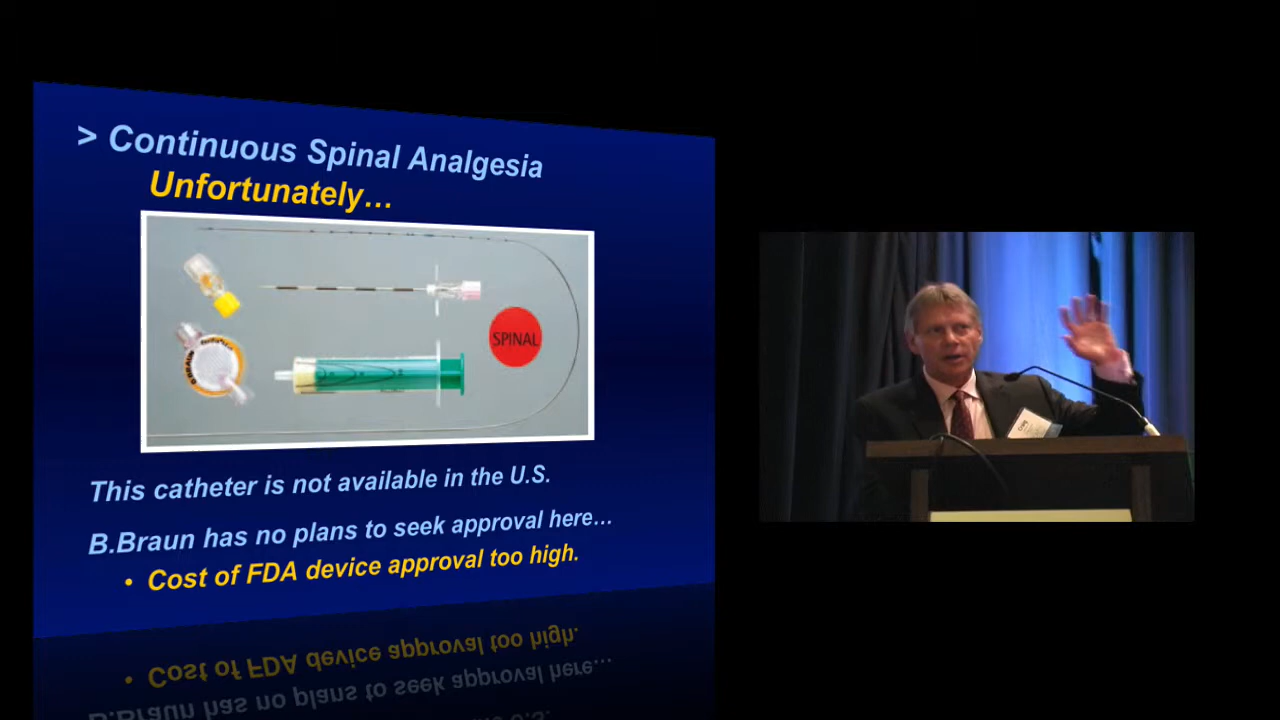 > Continuous Spinal Analgesia
Unfortunately…
SPINAL
B BRAUN
This catheter is not available in the U.S.
B.Braun has no plans to seek approval here…
• Cost of FDA device approval too high.